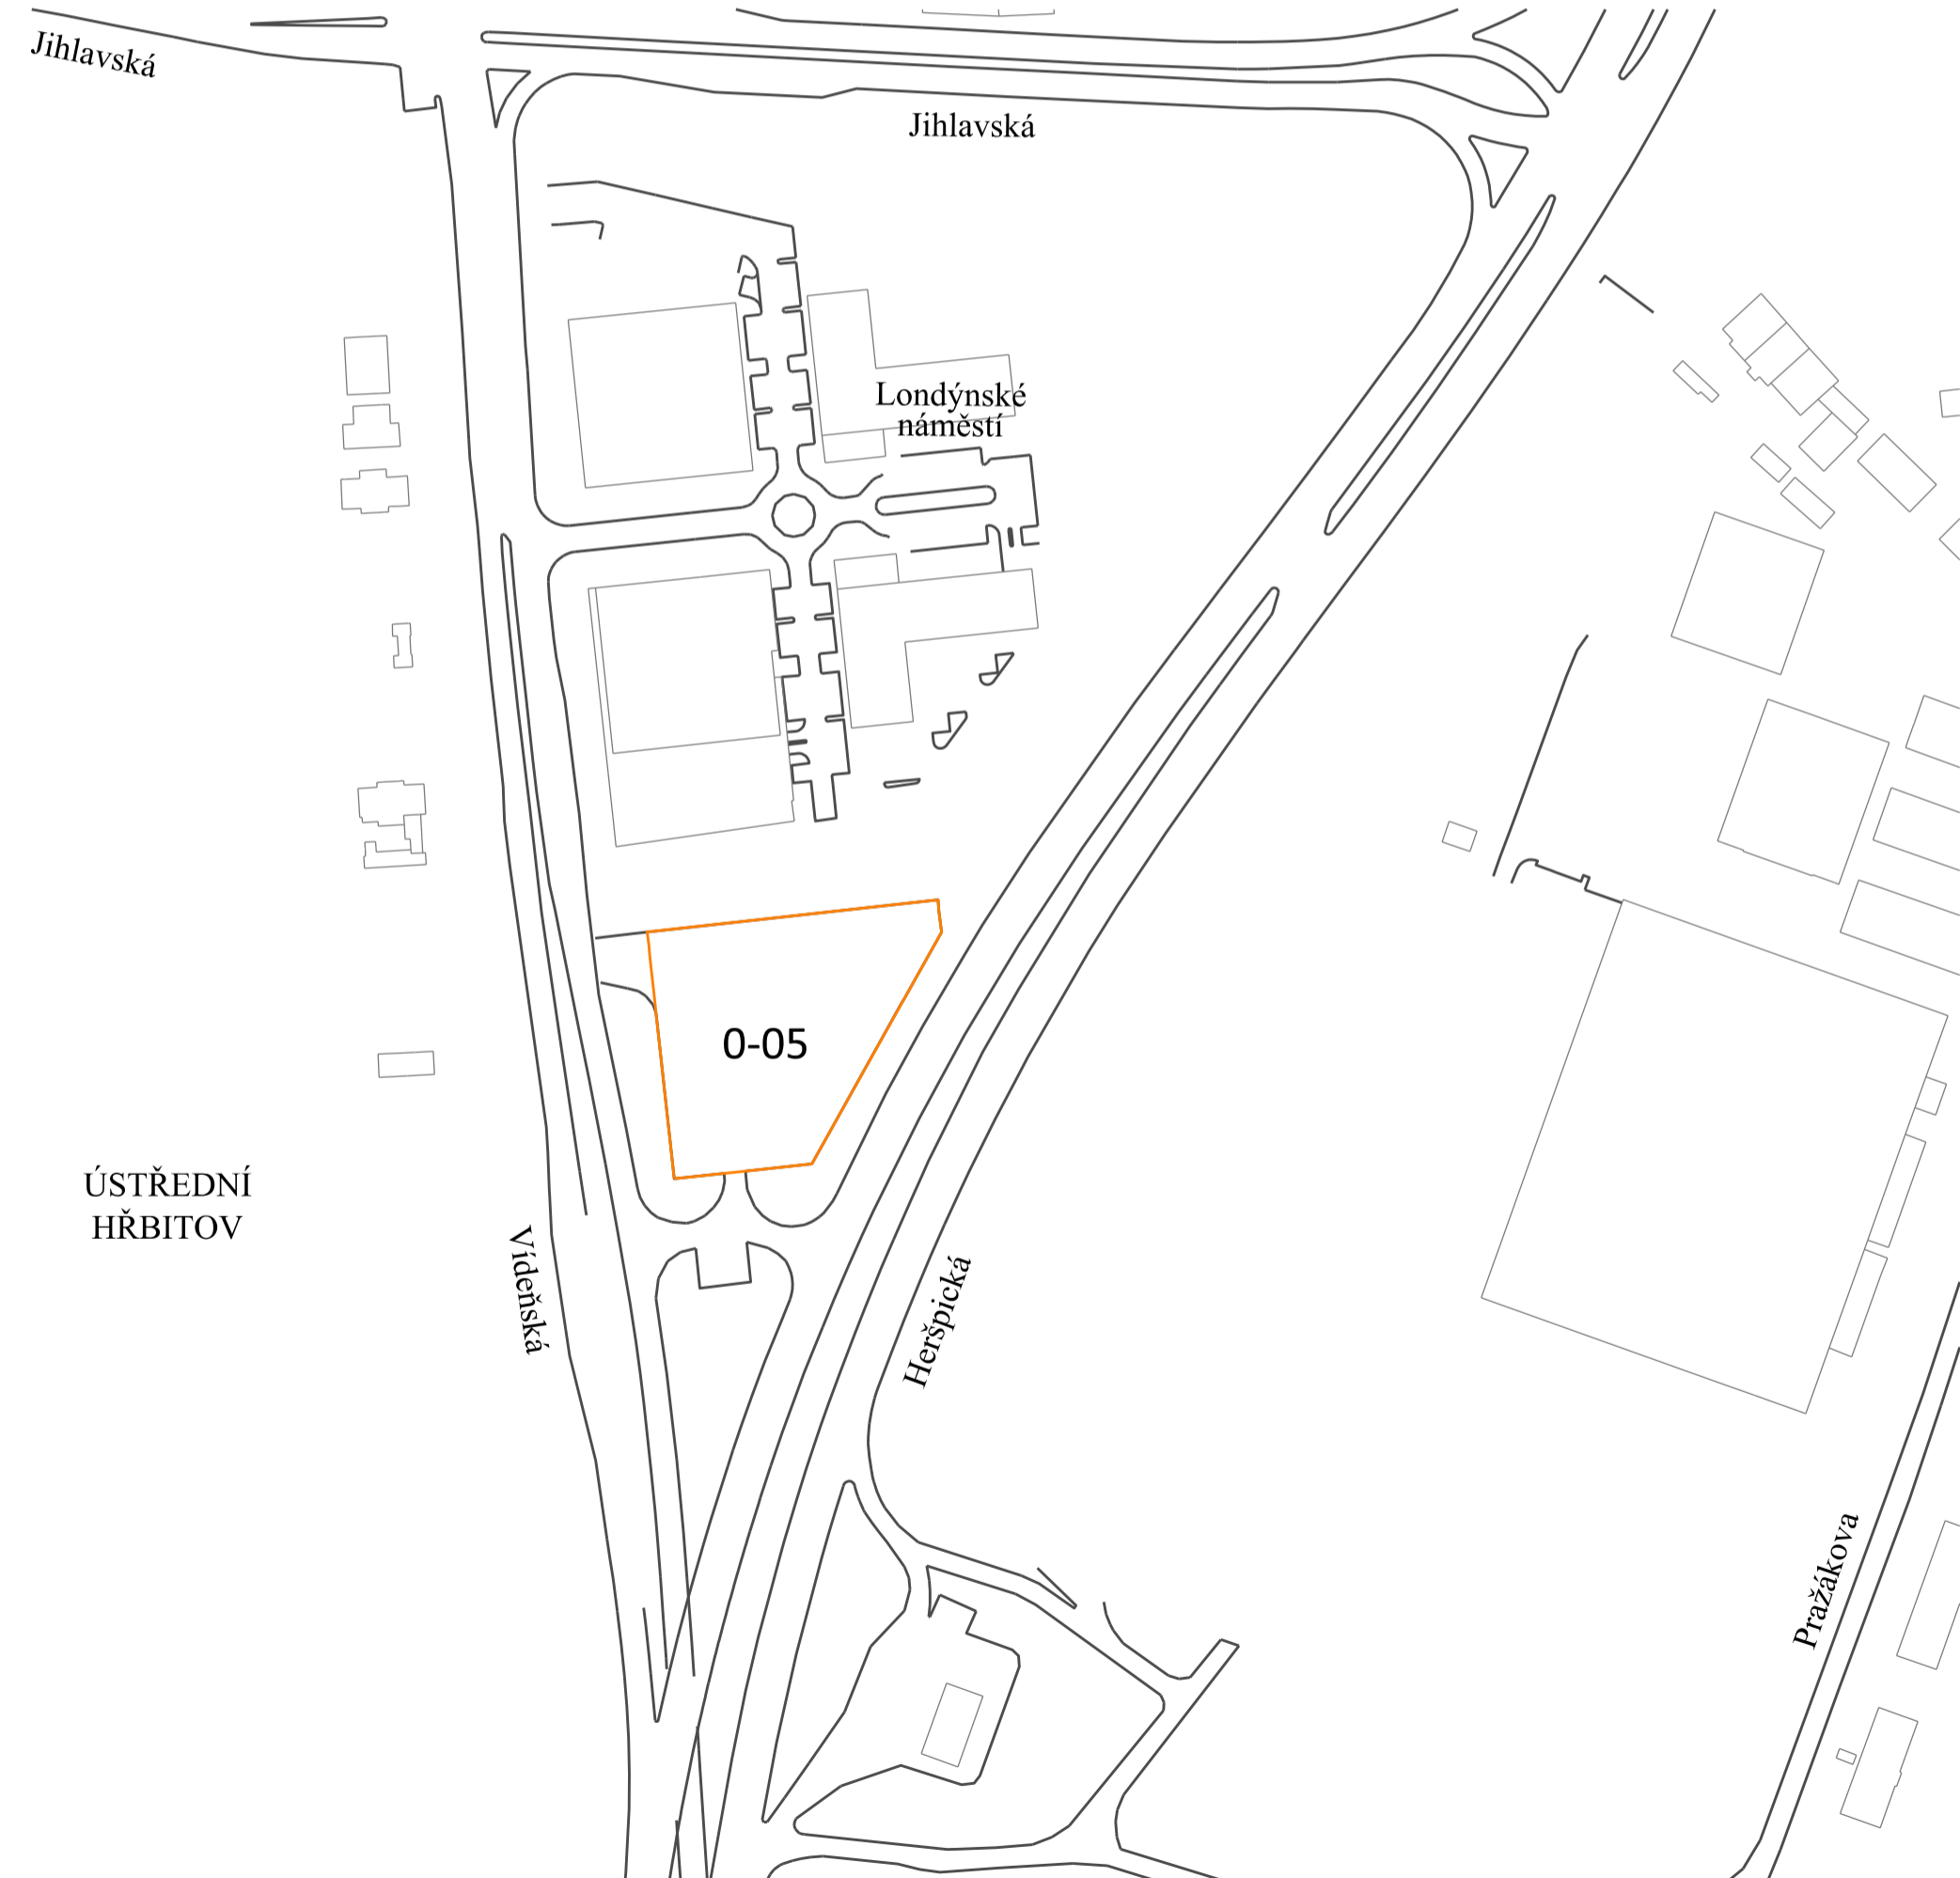 Jihlavská
Jihlavská
Londýnské
náměstí
0-05
ÚSTŘEDNÍ
HŘBITOV
Vídeňská
Heršpická
Pražákova